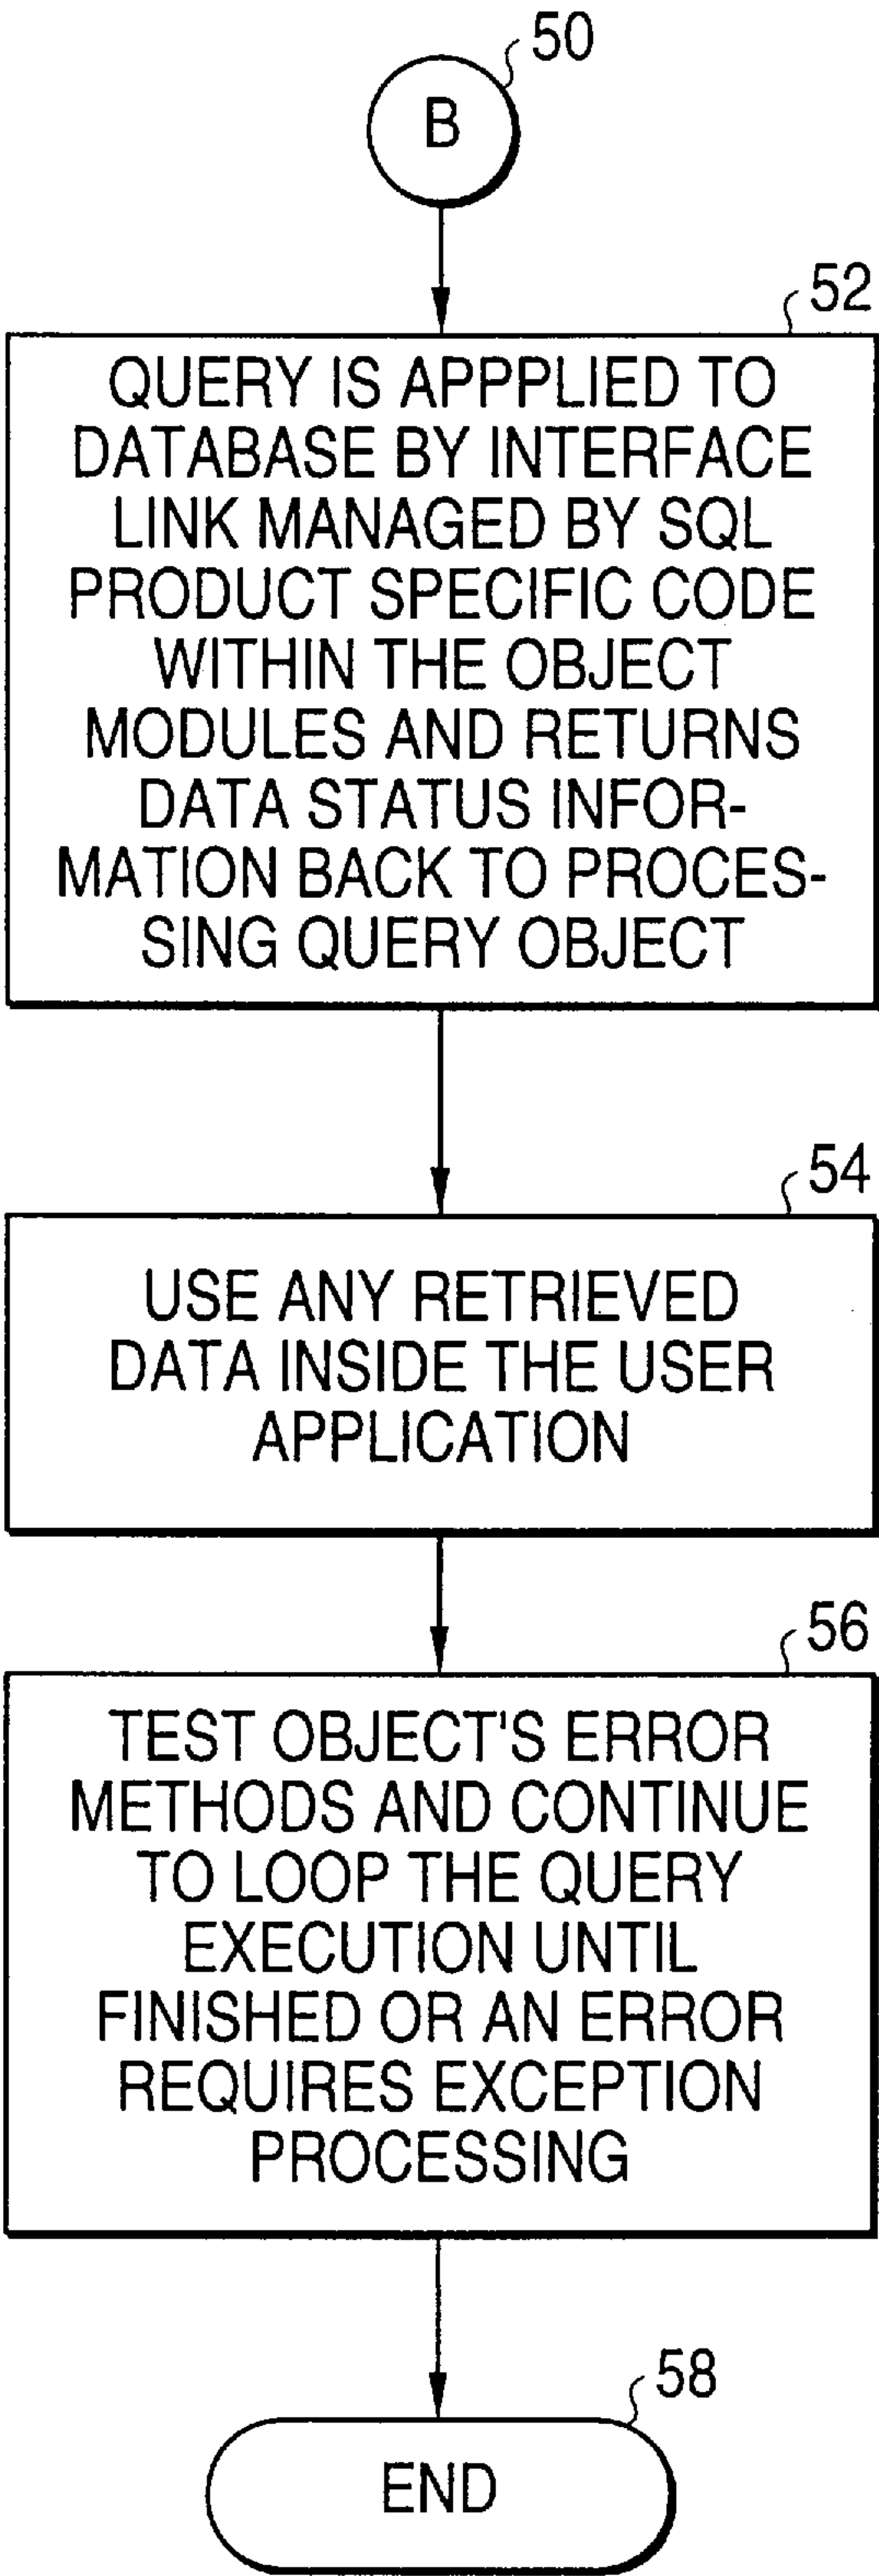 50
B
52
QUERY IS APPPLIED TO
DATABASE BY INTERFACE
LINK MANAGED BY SQL
PRODUCT SPECIFIC CODE
WITHIN THE OBJECT
MODULES AND RETURNS
DATA STATUS INFOR-
MATION BACK TO PROCES-
SING QUERY OBJECT
54
USE ANY RETRIEVED
DATA INSIDE THE USER
APPLICATION
56
TEST OBJECT'S ERROR
METHODS AND CONTINUE
TO LOOP THE QUERY
EXECUTION UNTIL
FINISHED OR AN ERROR
REQUIRES EXCEPTION
PROCESSING
58
END